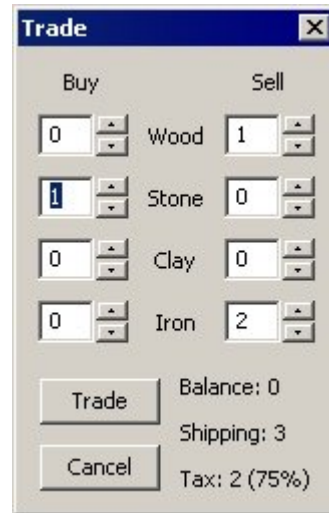 Trade
Buy Sell
0 Wood 1
1 Stone 0
0 Clay 0
0 Iron 2
Trade
Balance: 0
Shipping: 3
Cancel
Tax: 2 (75%)